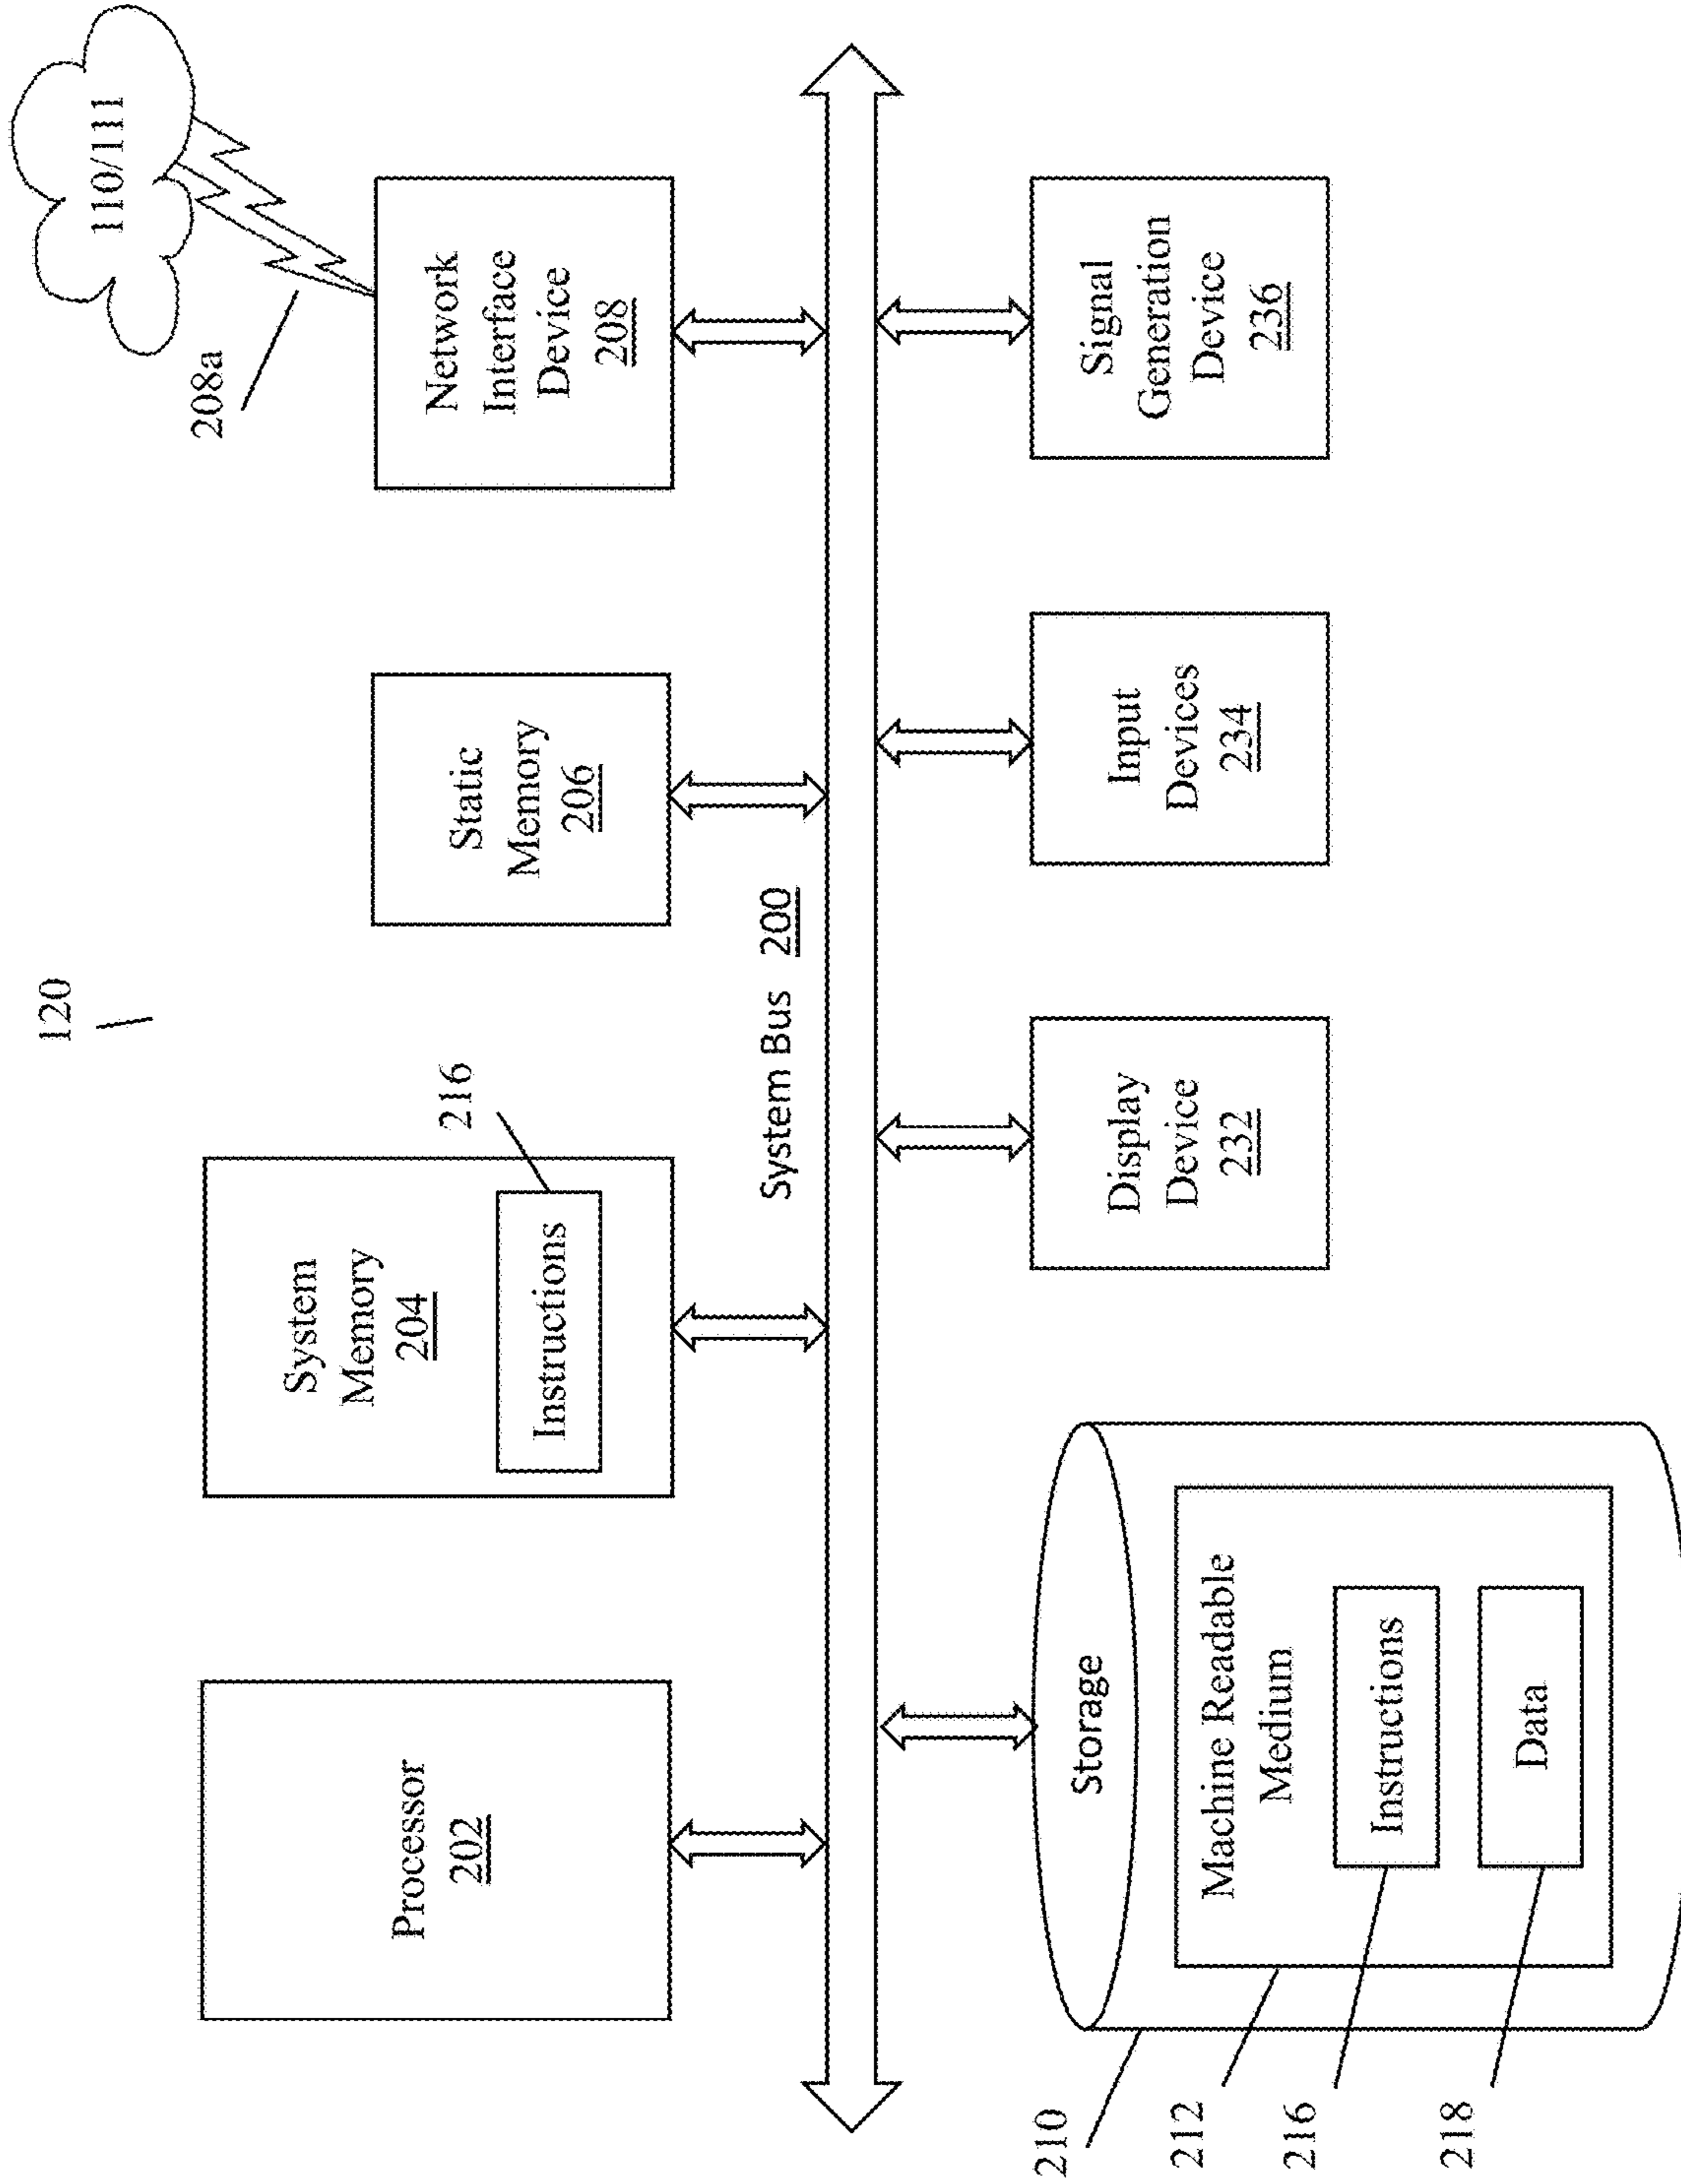 120
110/111
208a
Processor
202
System
Memory
204
216
Instructions
Static
Memory
206
Network
Interface
Device
208
System Bus 200
Storage
Machine Readable
Medium
Instructions
Data
210
212
216
218
Display
Device
232
Input
Devices
234
Signal
Generation
Device
236